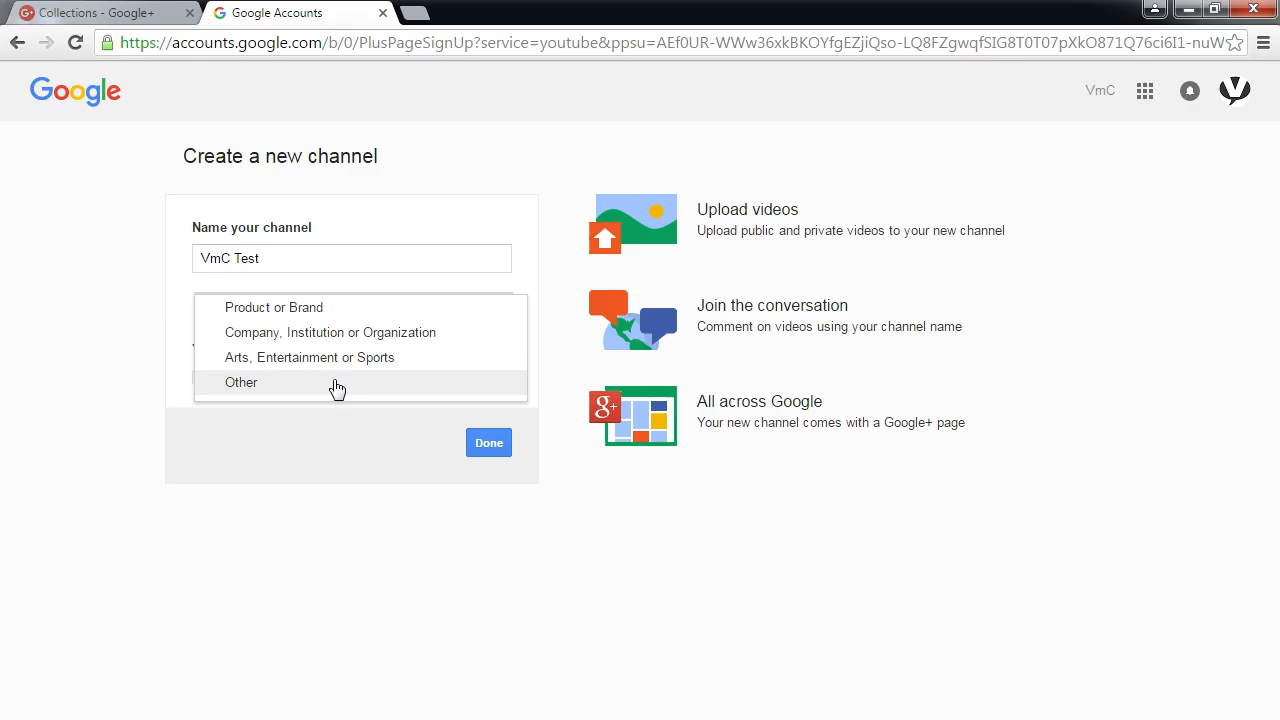 Collections - Google+
Google Accounts
https://accounts.google.com/b/0/PlusPageSignUp?service=youtube&ppsu=AEf0UR-WWw36xkBKOYfgEZjiQso-LQ8FZgwqfSIG8T0T07pXkO871Q76ci6I1-nuW
Google
VmC
Create a new channel
Name your channel
VmC Test
Product or Brand
Company, Institution or Organization
Arts, Entertainment or Sports
Other
Done
Upload videos
Upload public and private videos to your new channel
Join the conversation
Comment on videos using your channel name
g+
All across Google
Your new channel comes with a Google+ page